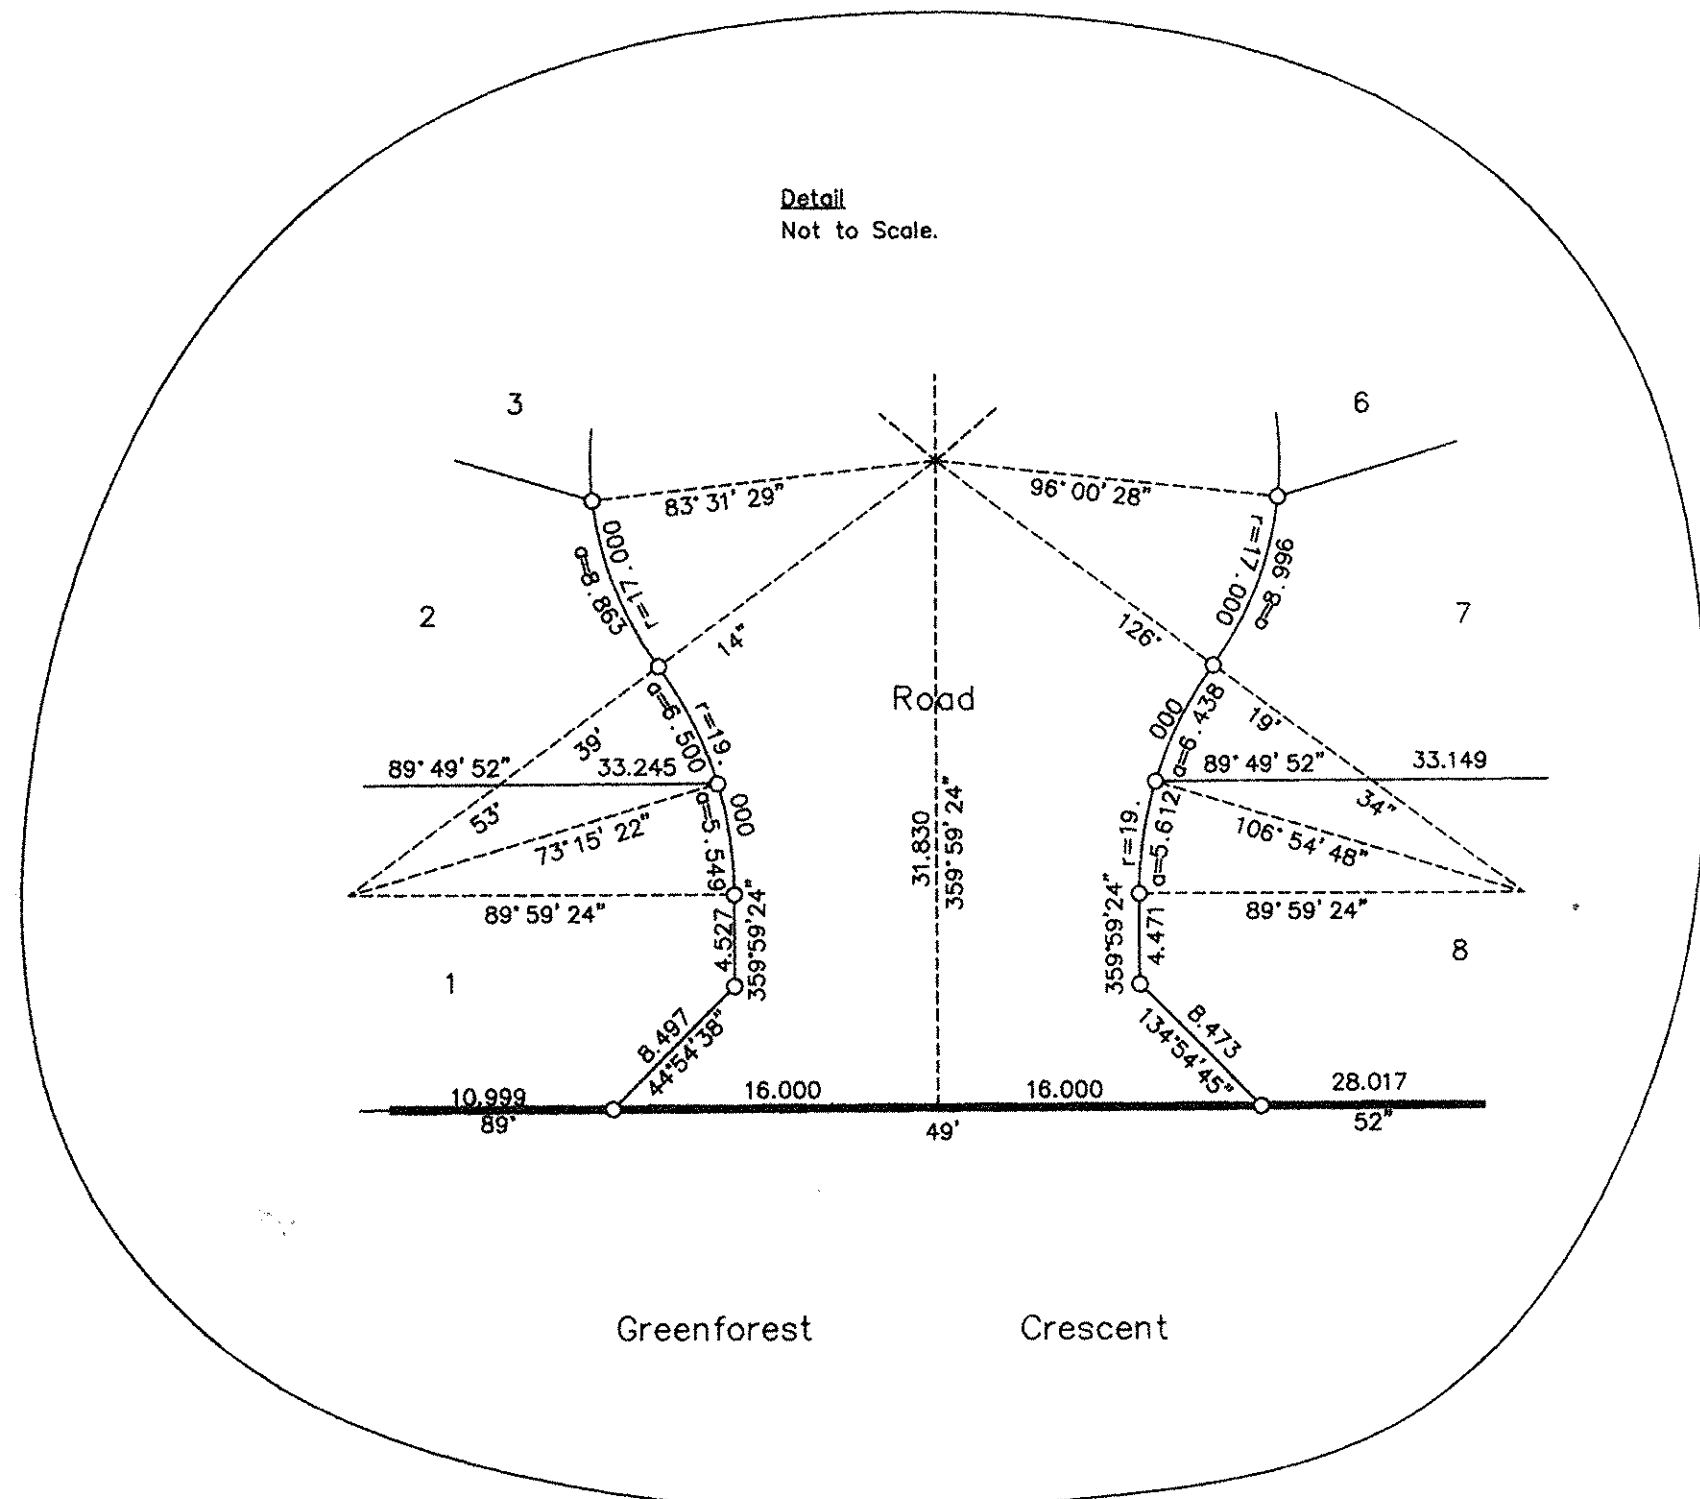 Detail
Not to Scale.
3
6
83° 31' 29"
96° 00' 28"
r=17.000
a=8.863
r=17.000
a=8.996
2
7
14"
126°
a=6.500
r=19.
000
a=6.438
Road
39'
19'
89° 49' 52"
33.245
89° 49' 52"
33.149
53'
34"
73° 15' 22"
a=5.549
000
r=19.
a=5.612
106° 54' 48"
31.830
359° 59' 24"
89° 59' 24"
89° 59' 24"
4.527
359°59'24"
359°59'24"
4.471
1
8
8.497
44°54'38"
8.473
134°54'45"
10.999
16.000
16.000
28.017
89°
49'
52"
Greenforest Crescent